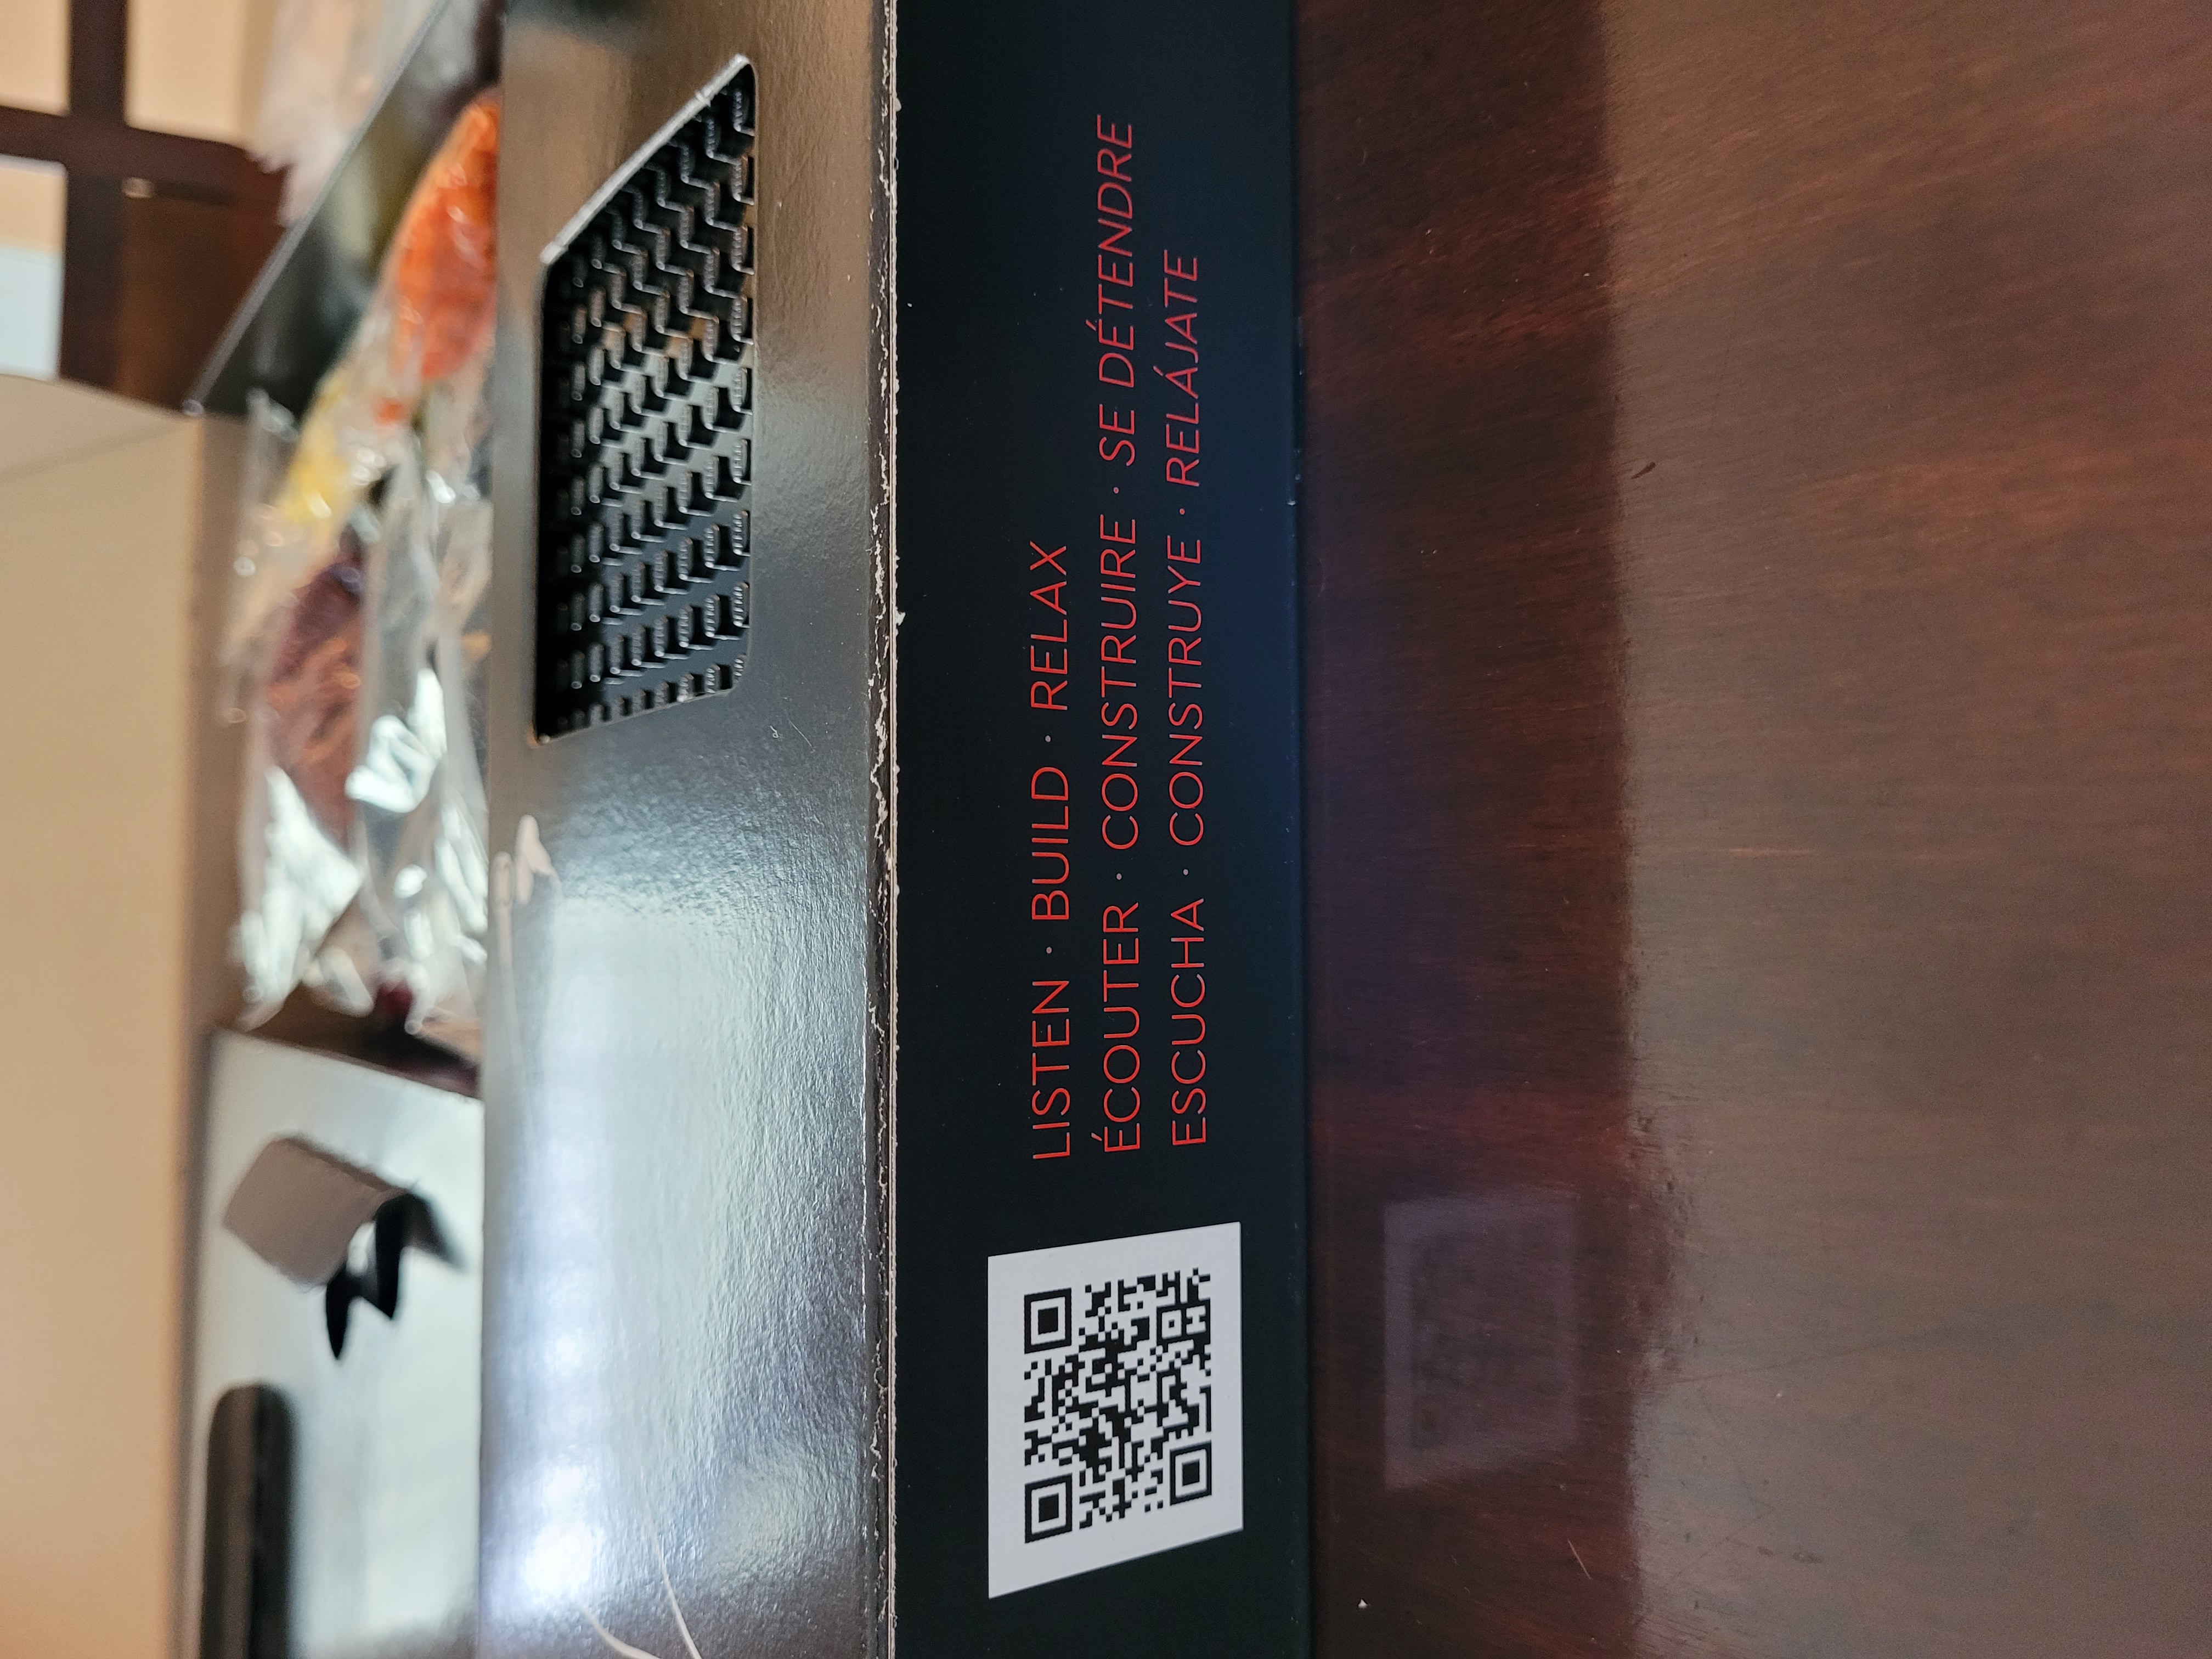 LISTEN · BUILD · RELAX
ÉCOUTER · CONSTRUIRE · SE DÉTENDRE
ESCUCHA · CONSTRUYE · RELÁJATE